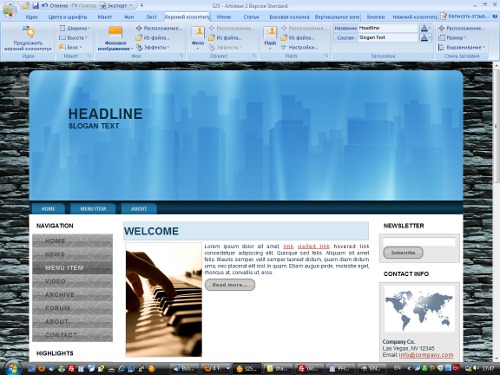 Отмена
Экспорт
325 - Artisteer 2 Версия Standard
Идеи Цвета и шрифты Макет Фон Лист Верхний колонтитул Меню Статьи Боковая колонка Вертикальное меню Кнопки Нижний колонтитул
Предложить верхний колонтитул
Ширина
Высота
Блок
Фоновое изображение
Расположение
Из файла...
Эффекты
Фото
Расположение...
Из файла...
Эффекты
Flash
Расположение...
Из файла...
Эффекты
Название Headline
Слоган Slogan Text
Расположение...
Размер
Выравнивание
Идеи Макет Фон Объект Flash Заголовок Стиль заголовка
HEADLINE
SLOGAN TEXT
HOME MENU ITEM ABOUT
NAVIGATION
HOME
NEWS
MENU ITEM
VIDEO
ARCHIVE
FORUM
ABOUT
CONTACT
HIGHLIGHTS
WELCOME
Lorem ipsum dolor sit amet, link, visited link, hovered link
consectetuer adipiscing elit. Quisque sed felis. Aliquam sit amet
felis. Mauris semper, velit semper laoreet dictum, quam diam dictum
urna, nec placerat elit nisl in quam. Etiam augue pede, molestie eget,
rhoncus at, convallis ut, eros.
Read more...
NEWSLETTER
Subscribe
CONTACT INFO
Company Co.
Las Vegas, NV 12345
Email: info@company.com
17:47